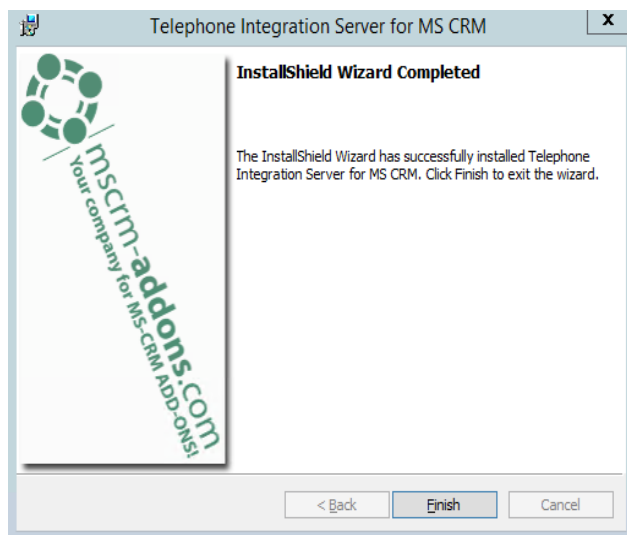 Telephone Integration Server for MS CRM
x
InstallShield Wizard Completed
The InstallShield Wizard has successfully installed Telephone
Integration Server for MS CRM. Click Finish to exit the wizard.
mscrm-addons.com
Your company for MS-CRM ADD-ONS!
< Back
Finish
Cancel